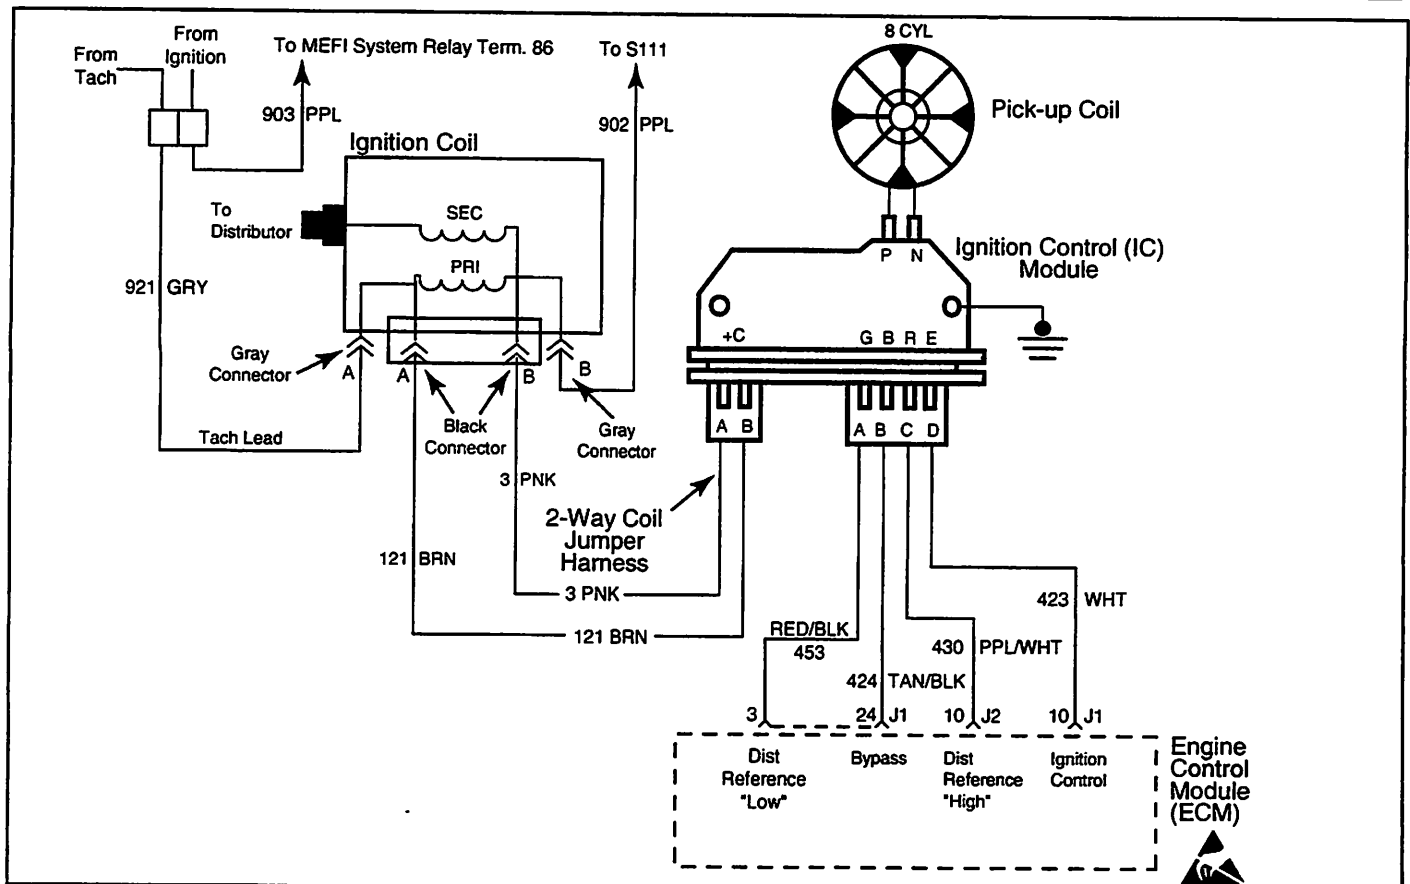 8 CYL
From
Ignition
From
Tach
To MEFI System Relay Term. 86
To S111
903 PPL
902 PPL
Pick-up Coil
Ignition Coil
To
Distributor
SEC
PRI
P N
Ignition Control (IC)
Module
921 GRY
+C
G B R E
Gray
Connector
A
A
B
B
Black
Connector
Gray
Connector
A B
A B C D
Tach Lead
3 PNK
2-Way Coil
Jumper
Harness
121 BRN
3 PNK
121 BRN
423 WHT
RED/BLK
453
430 PPL/WHT
424 TAN/BLK
3
24 J1
10 J2
10 J1
Dist
Reference
"Low"
Bypass
Dist
Reference
"High"
Ignition
Control
Engine
Control
Module
(ECM)